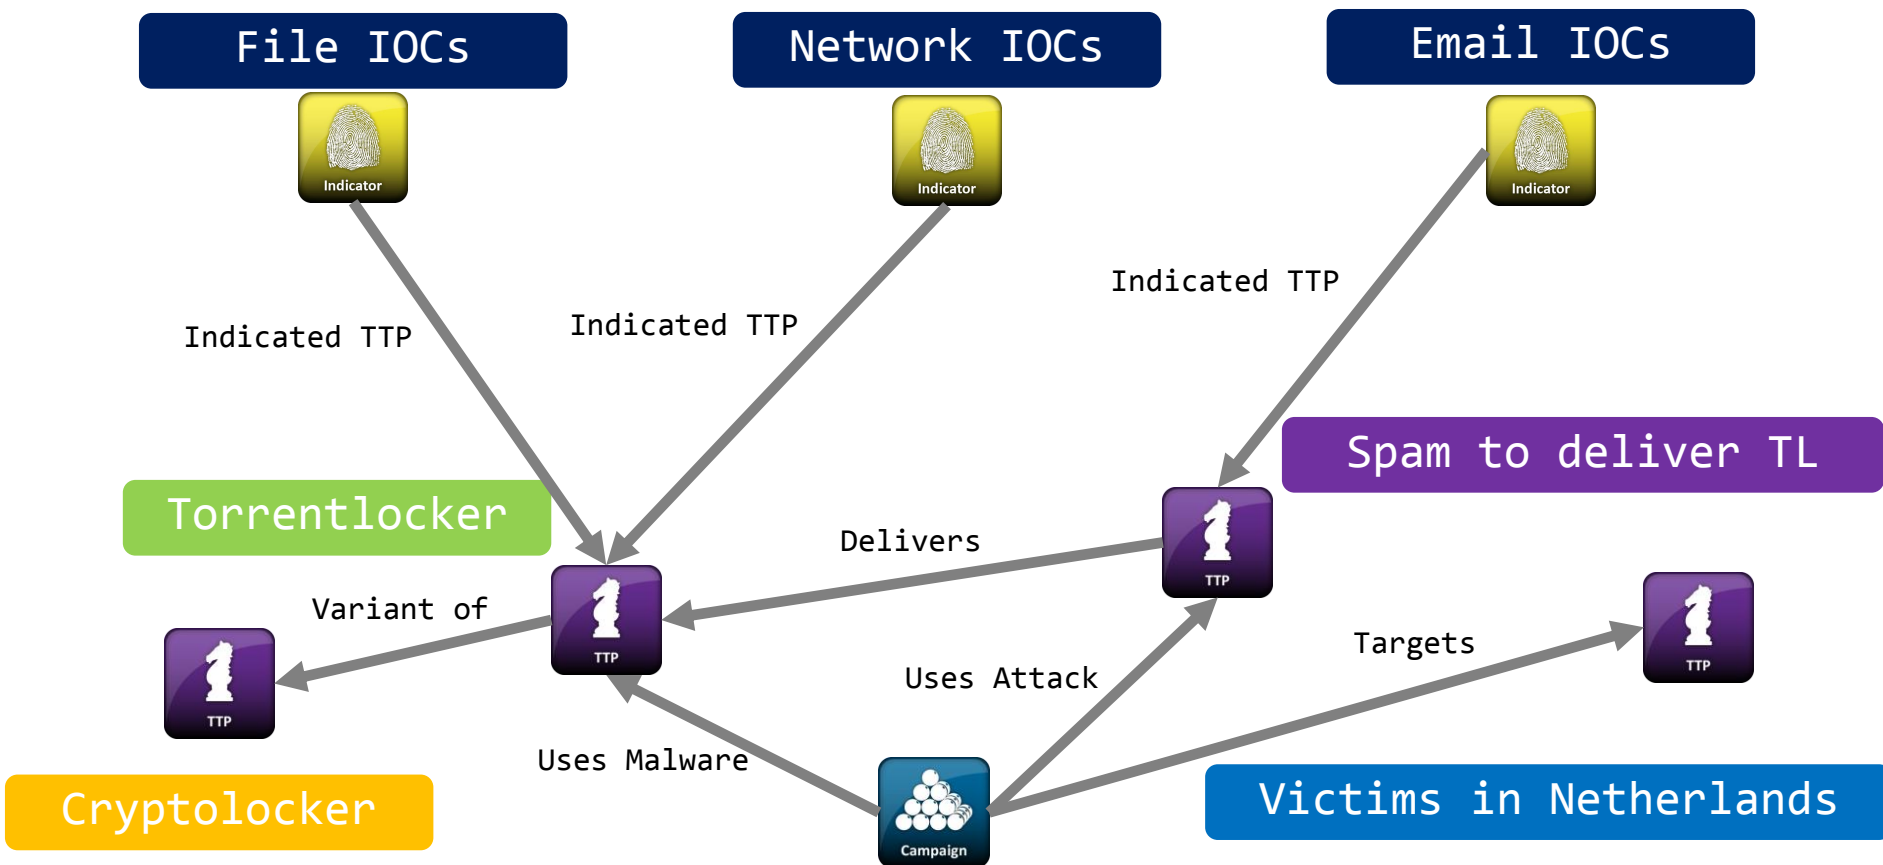 File IOCs
Network IOCs
Email IOCs
Indicator
Indicator
Indicator
Indicated TTP
Indicated TTP
Indicated TTP
Spam to deliver TL
Torrentlocker
Delivers
TTP
Variant of
TTP
Targets
TTP
Uses Attack
TTP
Uses Malware
Cryptolocker
Victims in Netherlands
Campaign